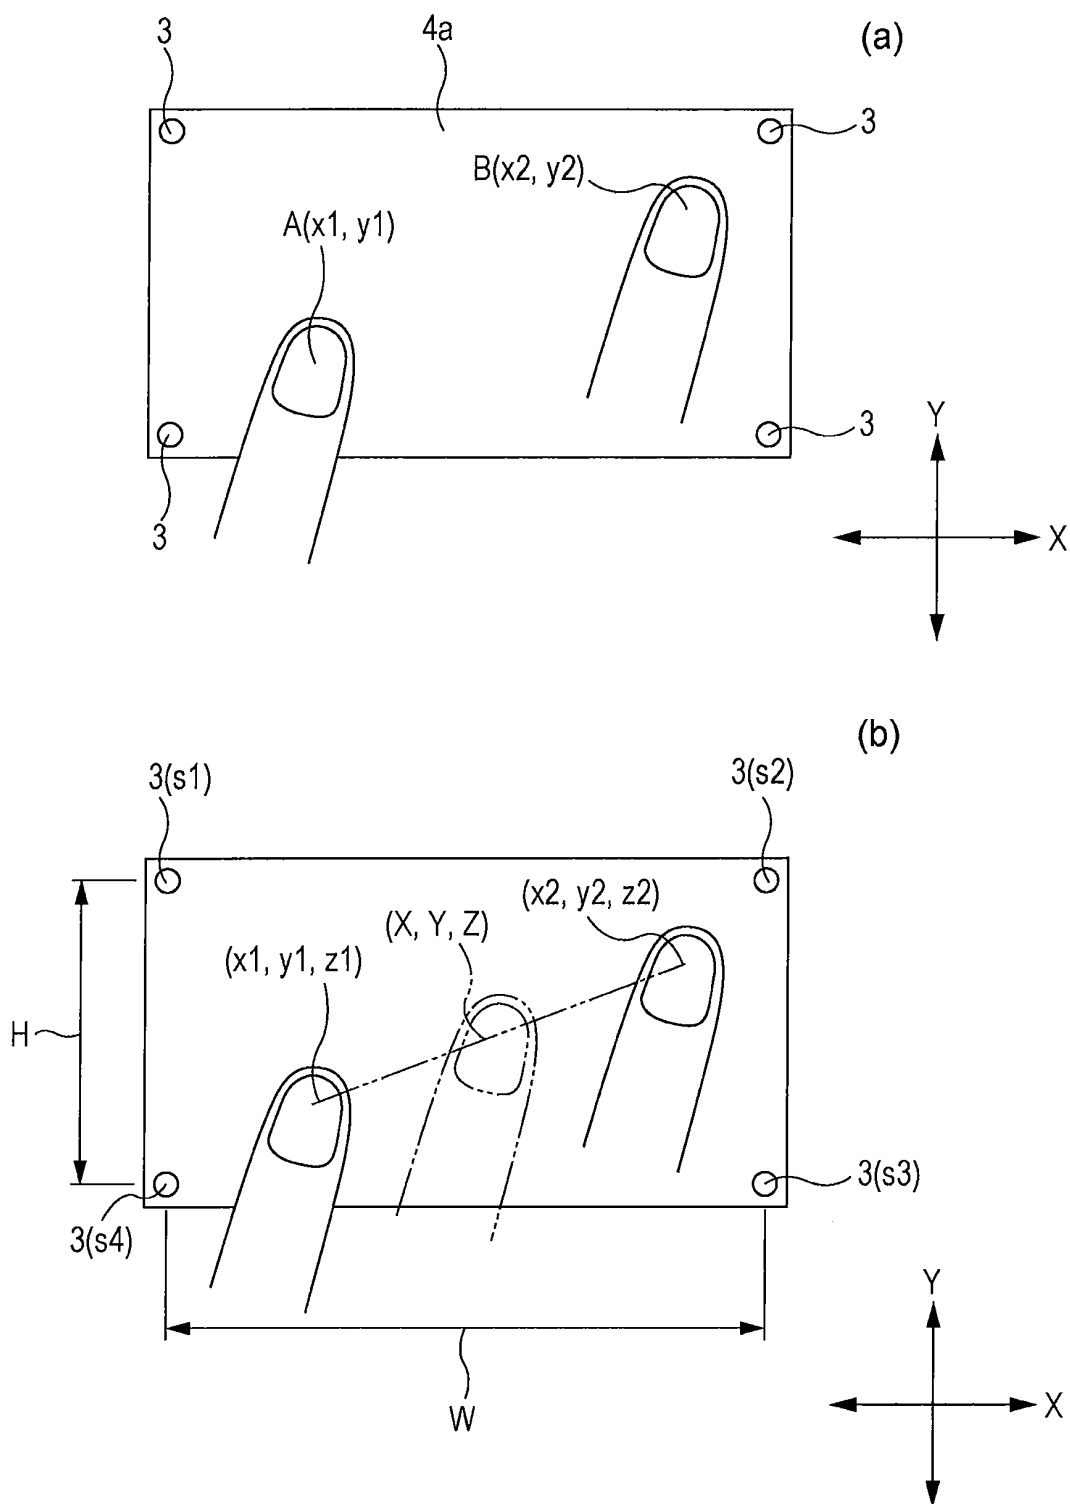 3
4a
(a)
3
B(x2, y2)
A(x1, y1)
3
Y
3
X
(b)
3(s1)
3(s2)
(x2, y2, z2)
(X, Y, Z)
(x1, y1, z1)
H
3(s3)
3(s4)
Y
W
X